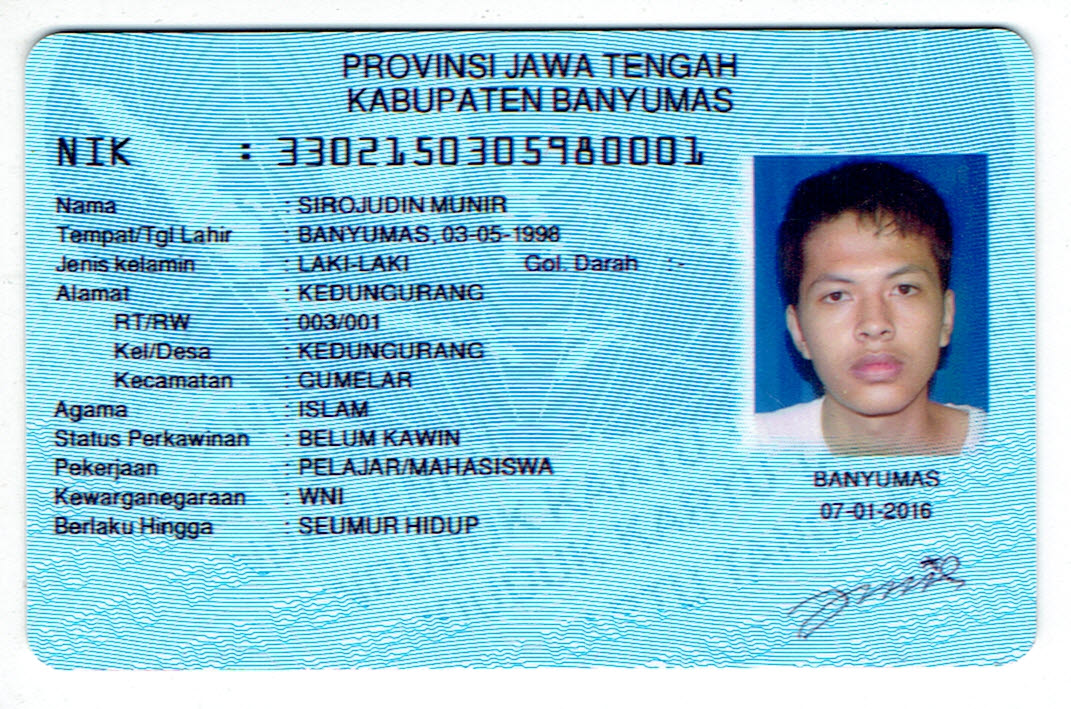 PROVINSI JAWA TENGAH
KABUPATEN BANYUMAS
NIK : 3302150305980001
Nama : SIROJUDIN MUNIR
Tempat/Tgl Lahir : BANYUMAS, 03-05-1998
Jenis kelamin : LAKI-LAKI Gol. Darah : -
Alamat : KEDUNGURANG
RT/RW : 003/001
Kel/Desa : KEDUNGURANG
Kecamatan : GUMELAR
Agama : ISLAM
Status Perkawinan : BELUM KAWIN
Pekerjaan : PELAJAR/MAHASISWA
Kewarganegaraan : WNI
Berlaku Hingga : SEUMUR HIDUP
BANYUMAS
07-01-2016